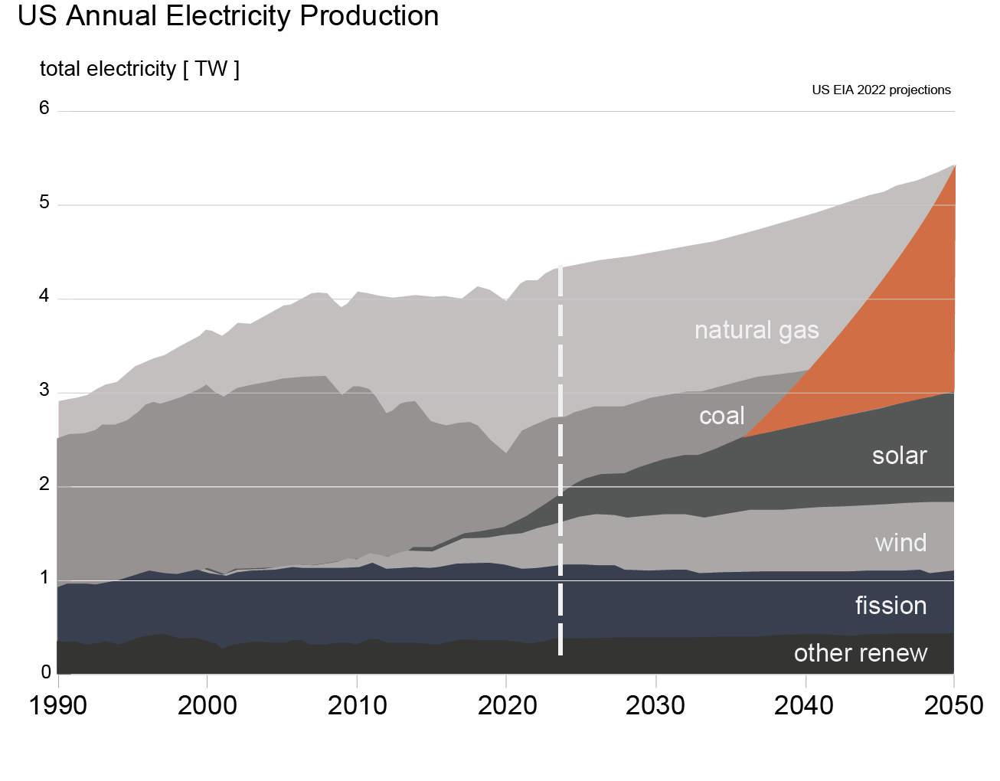 US Annual Electricity Production
total electricity [ TW ]
US EIA 2022 projections
6
5
4
natural gas
3
coal
solar
2
wind
1
fission
other renew
0
1990 2000 2010 2020 2030 2040 2050